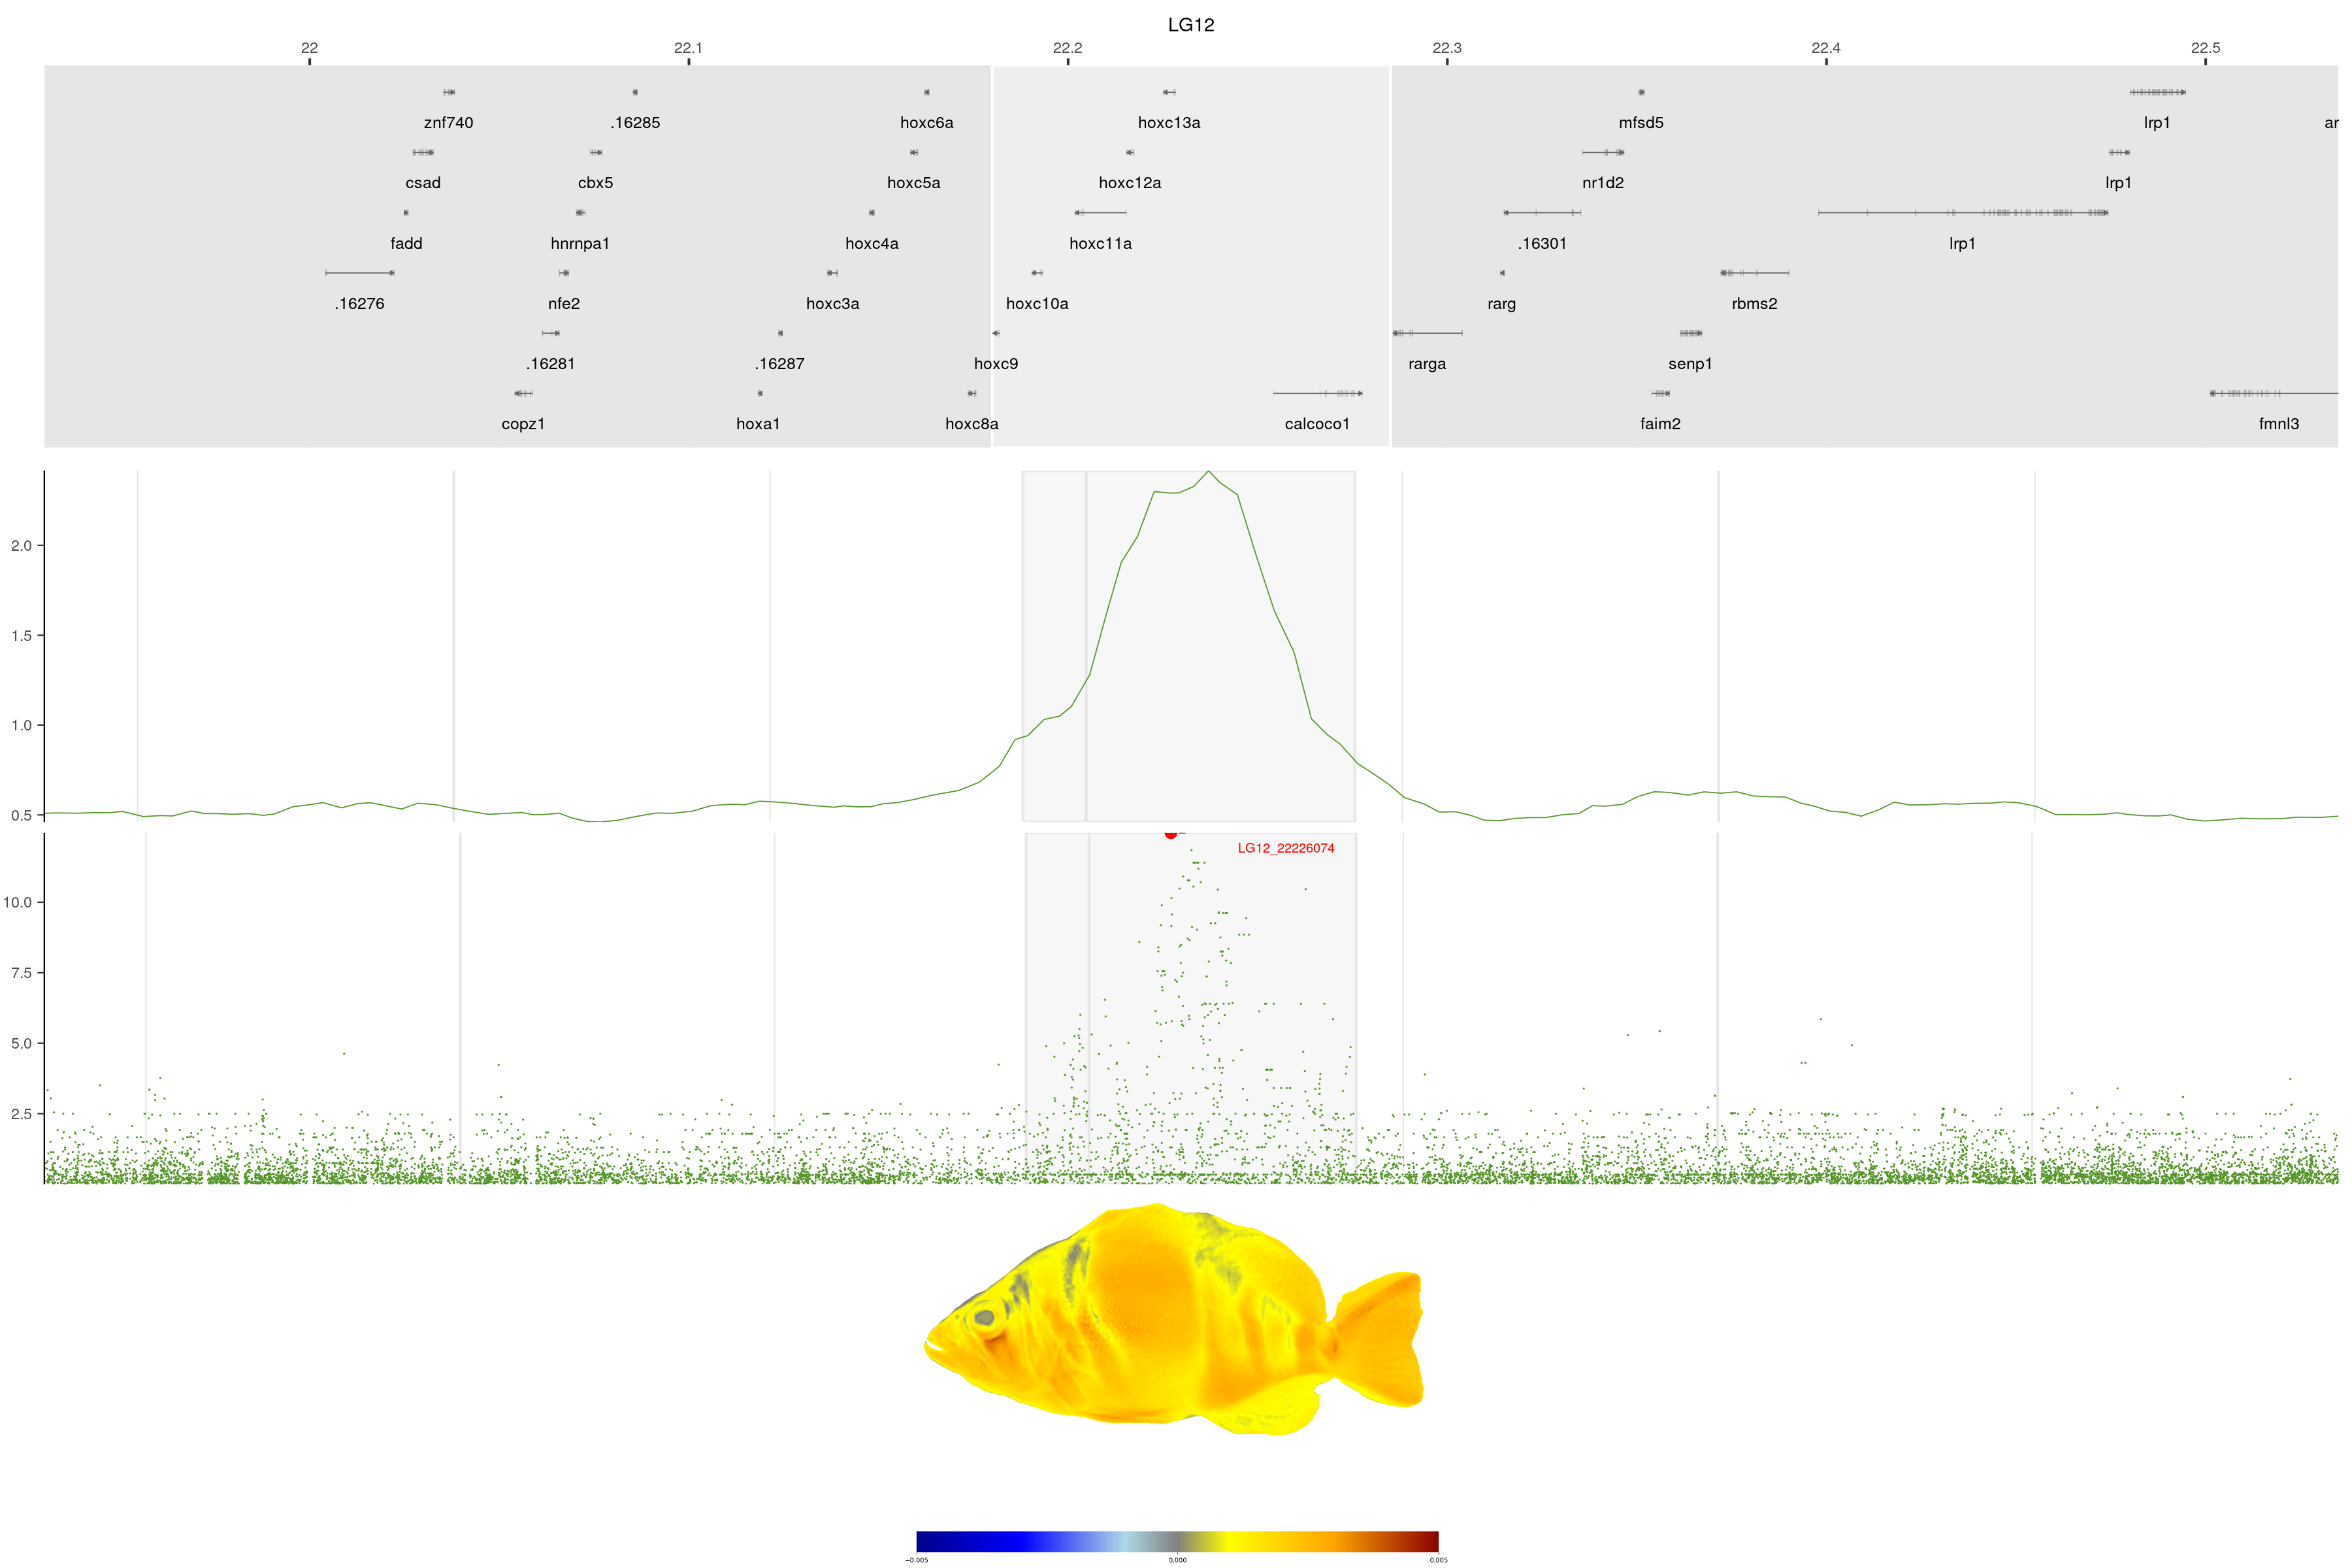 LG12
22 22.1 22.2 22.3 22.4 22.5
znf740 .16285 hoxc6a hoxc13a mfsd5 lrp1 ar
csad cbx5 hoxc5a hoxc12a nr1d2 lrp1
fadd hnrnpa1 hoxc4a hoxc11a .16301 lrp1
.16276 nfe2 hoxc3a hoxc10a rarg rbms2
.16281 .16287 hoxc9 rarga senp1
copz1 hoxa1 hoxc8a calcoco1 faim2 fmnl3
2.0
1.5
1.0
0.5
LG12_22226074
10.0
7.5
5.0
2.5
−0.005 0.000 0.005